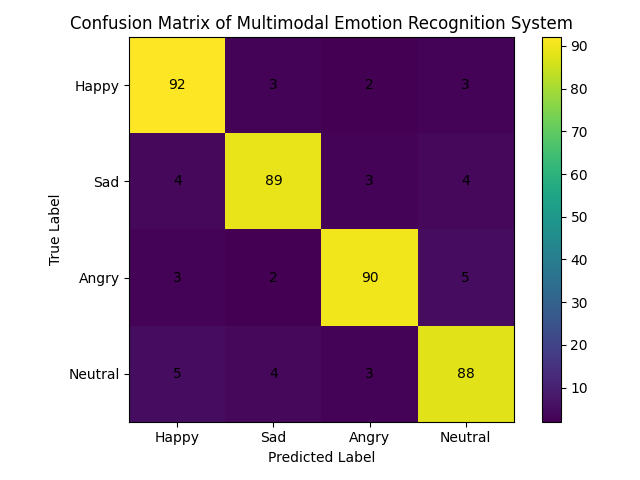 Confusion Matrix of Multimodal Emotion Recognition System
True Label
Happy 92 3 2 3
Sad 4 89 3 4
Angry 3 2 90 5
Neutral 5 4 3 88
Happy Sad Angry Neutral
Predicted Label
90
80
70
60
50
40
30
20
10